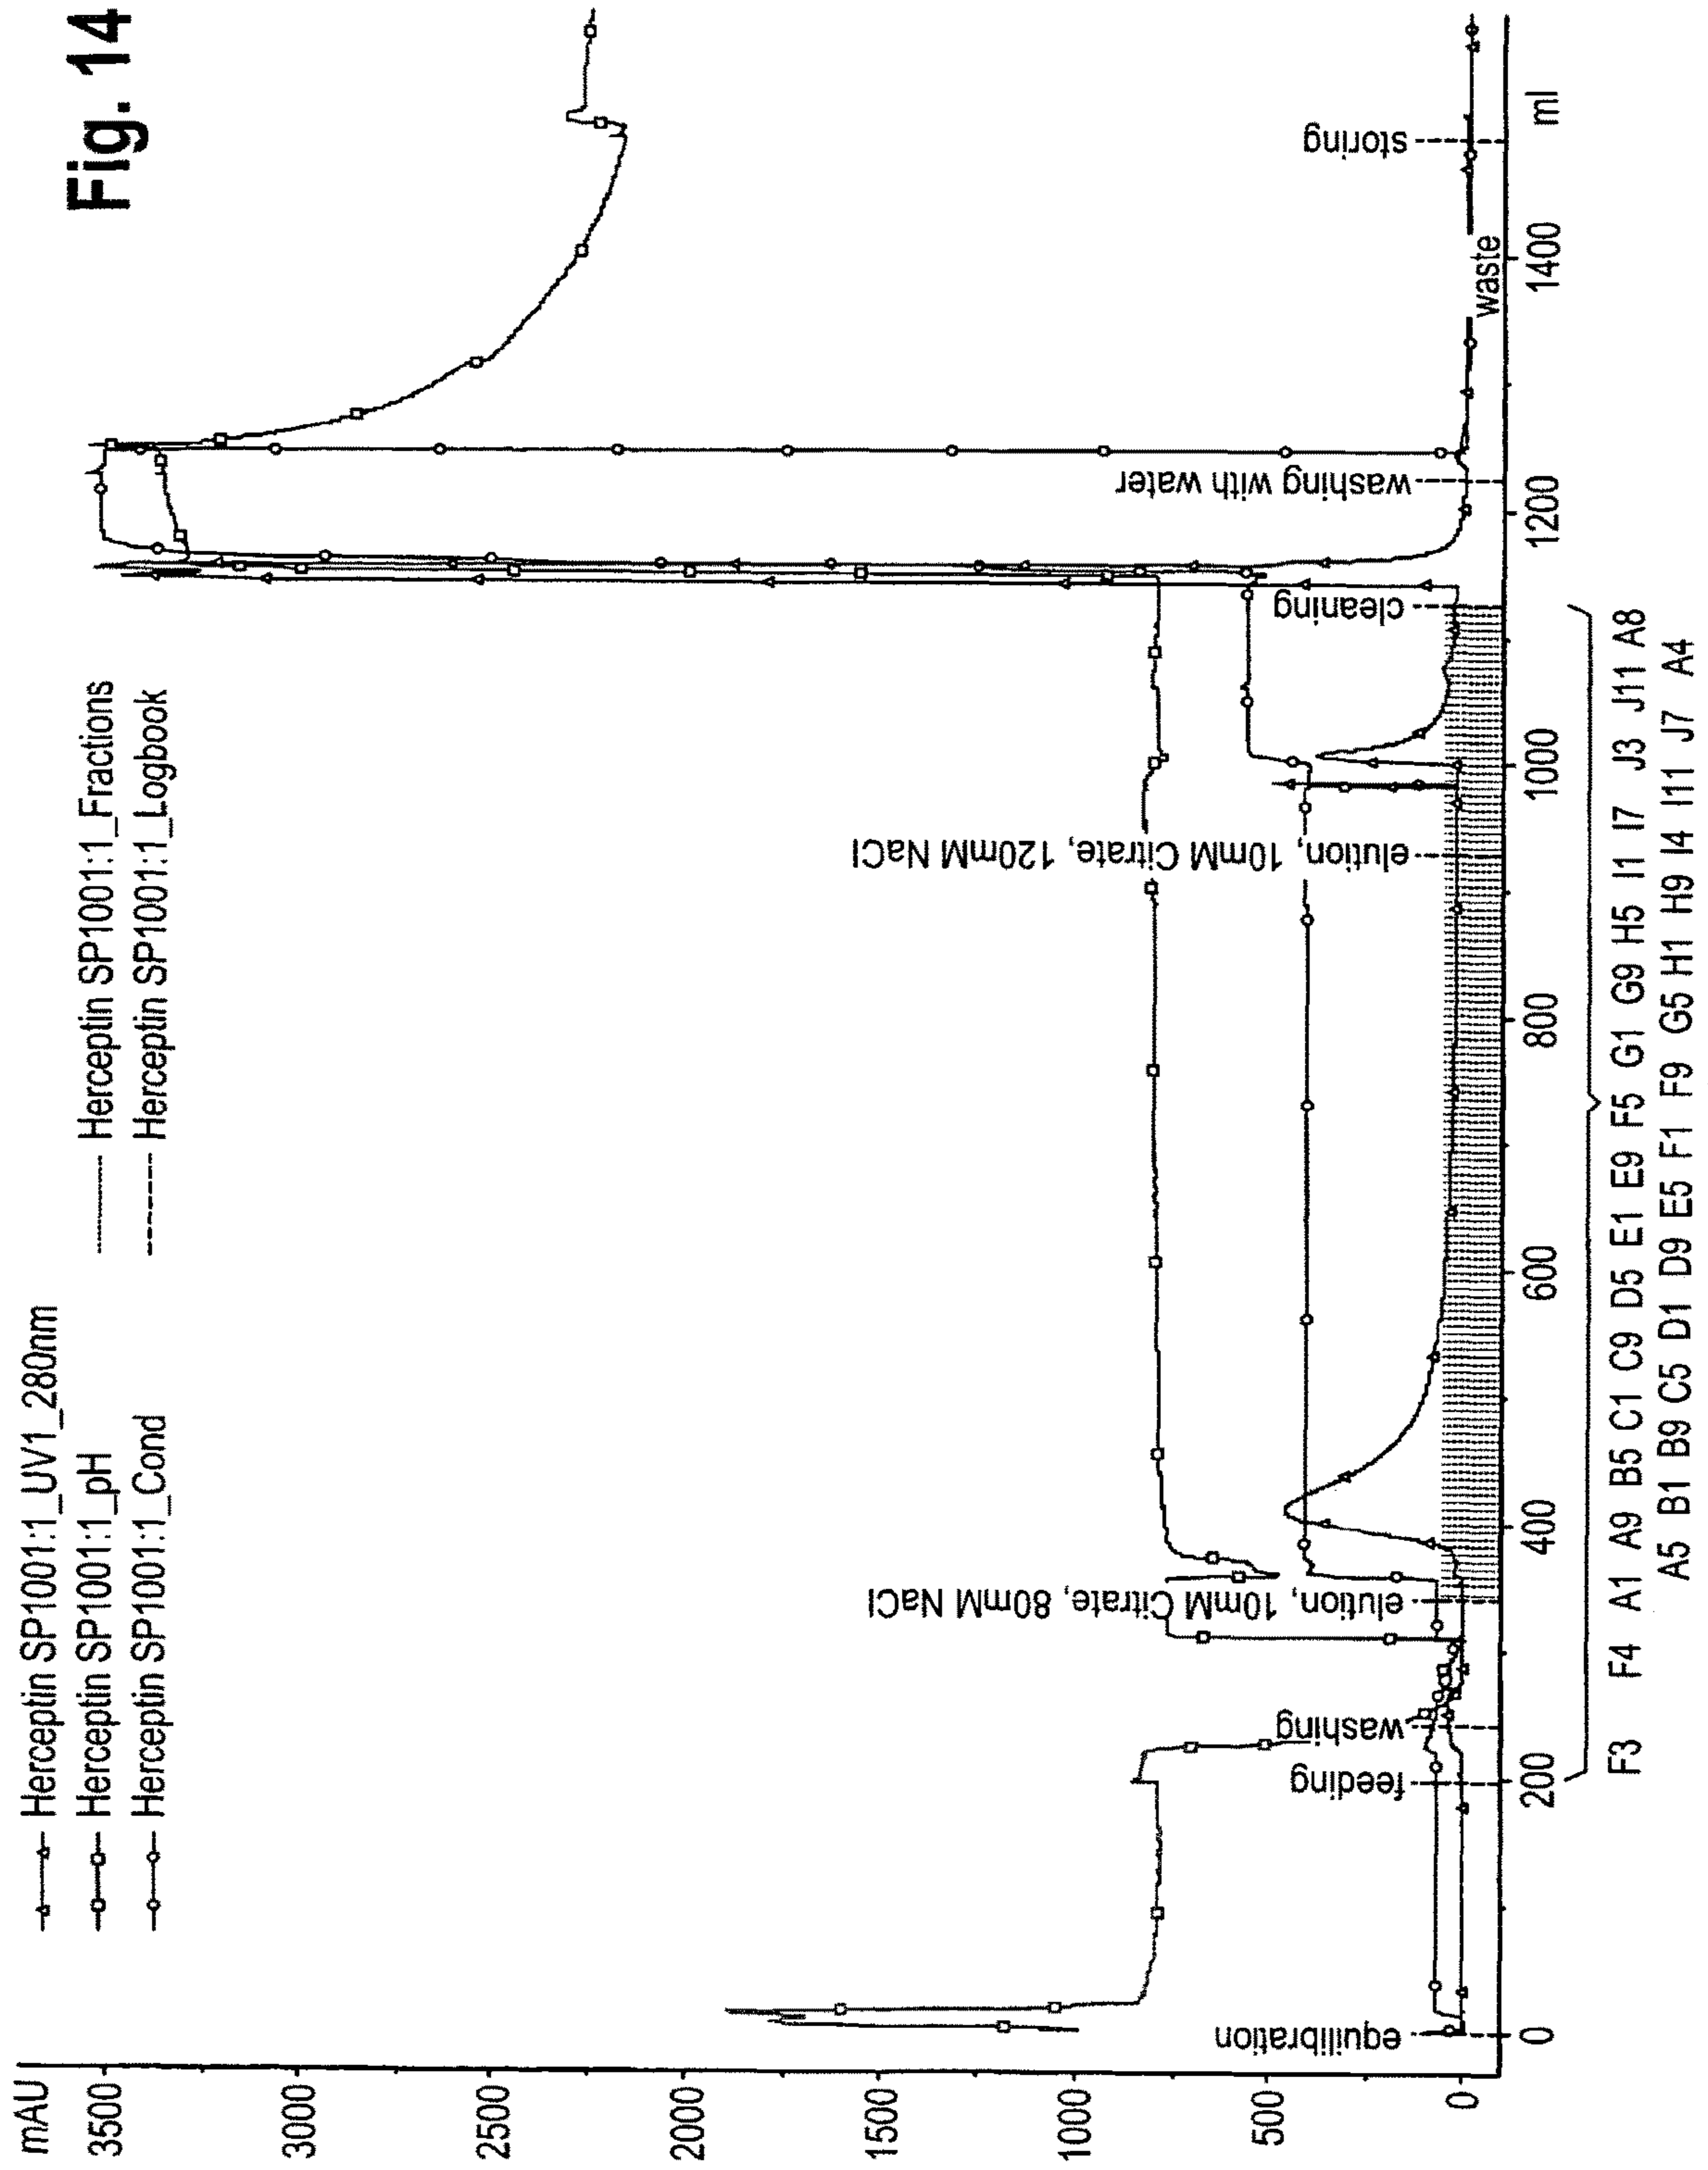 Fig. 14
Herceptin SP1001:1_UV1_280nm
Herceptin SP1001:1_pH
Herceptin SP1001:1_Cond
Herceptin SP1001:1_Fractions
Herceptin SP1001:1_Logbook
mAU
3500
3000
2500
2000
1500
1000
500
0
equilibration
feeding
washing
elution, 10mM Citrate, 80mM NaCl
elution, 10mM Citrate, 120mM NaCl
cleaning
washing with water
waste
storing
0 200 400 600 800 1000 1200 1400 ml
F3 F4 A1 A9 B5 C1 C9 D5 E1 E9 F5 G1 G9 H5 I1 I7 J3 J11 A8
A5 B1 B9 C5 D1 D9 E5 F1 F9 G5 H1 H9 I4 I11 J7 A4